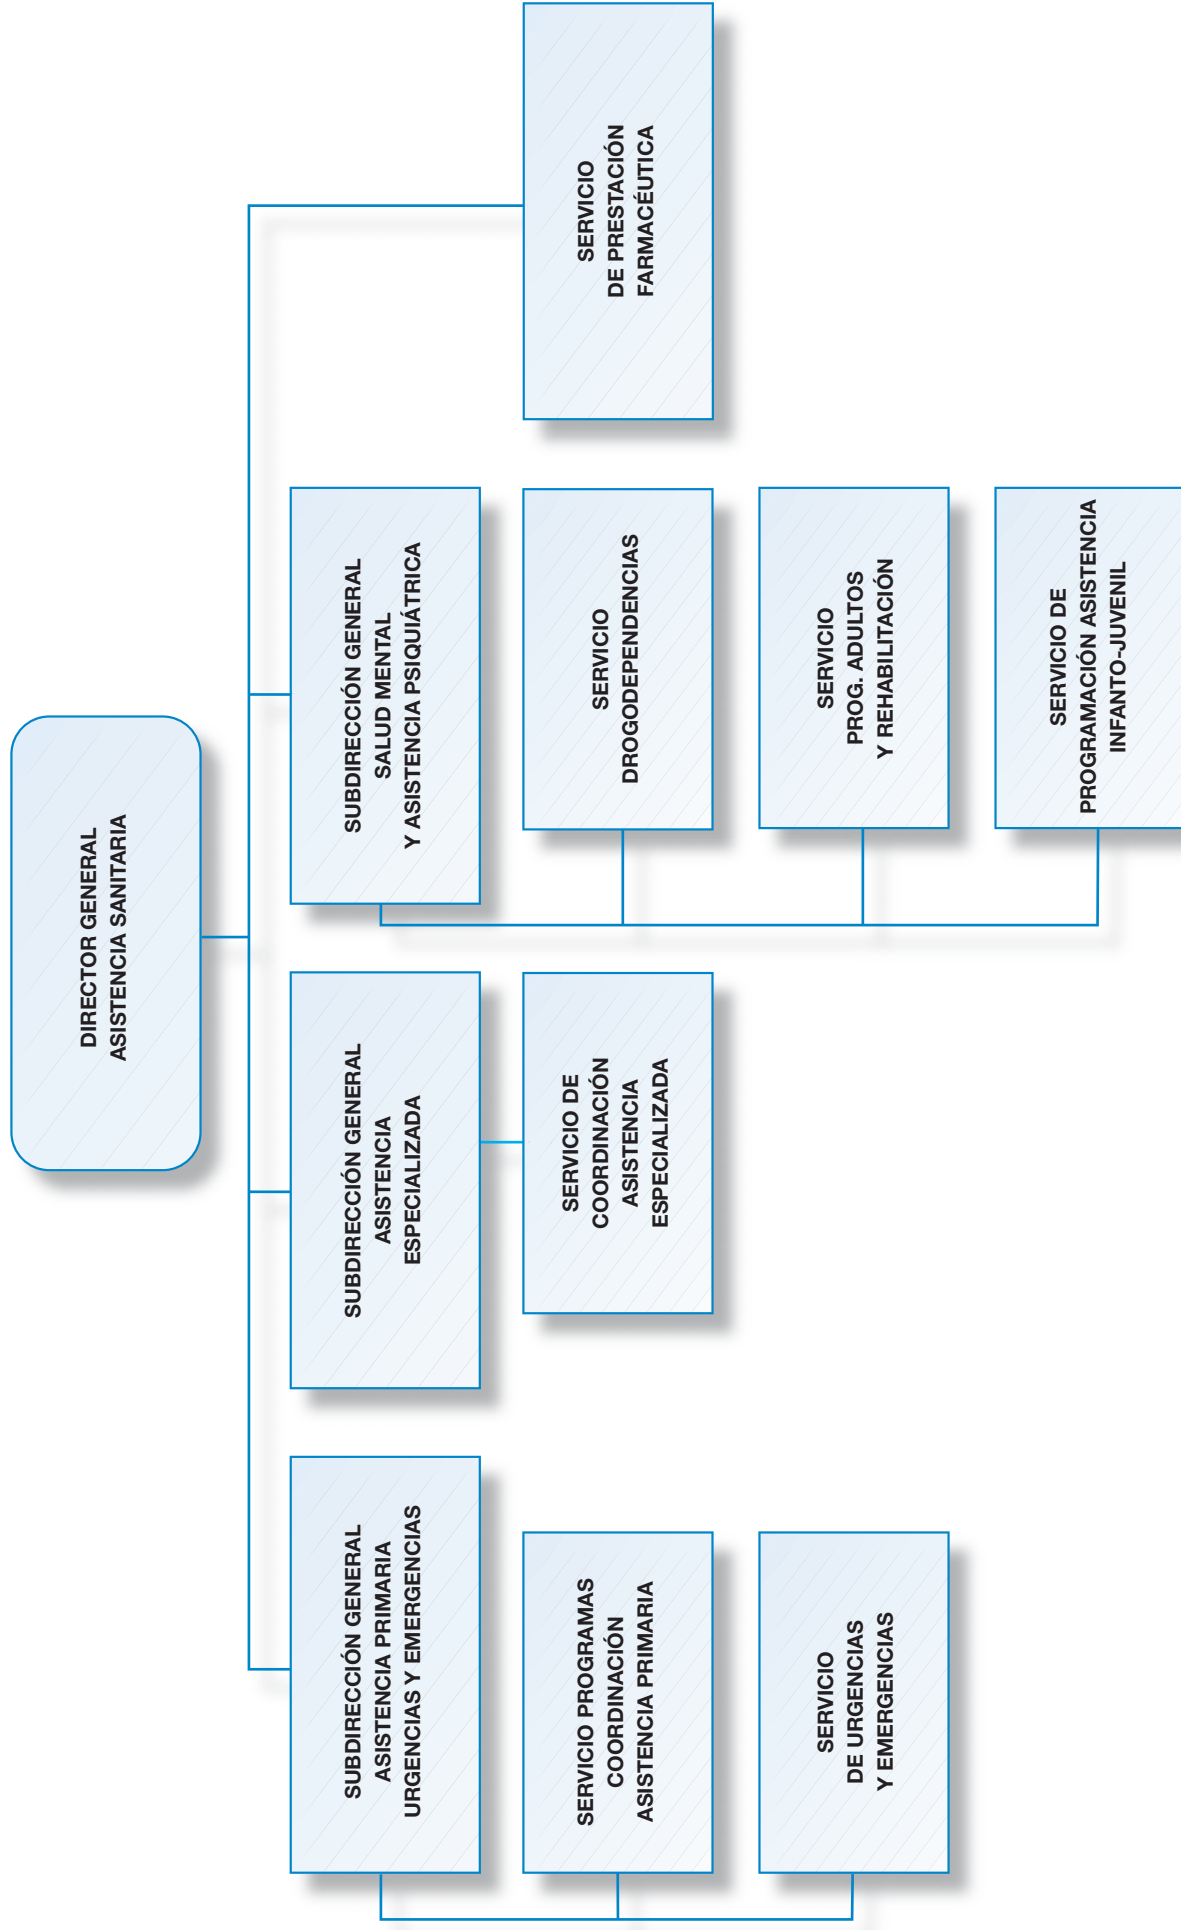 DIRECTOR GENERAL
ASISTENCIA SANITARIA
SUBDIRECCIÓN GENERAL
ASISTENCIA PRIMARIA
URGENCIAS Y EMERGENCIAS
SERVICIO PROGRAMAS
COORDINACIÓN
ASISTENCIA PRIMARIA
SERVICIO
DE URGENCIAS
Y EMERGENCIAS
SUBDIRECCIÓN GENERAL
ASISTENCIA
ESPECIALIZADA
SERVICIO DE
COORDINACIÓN
ASISTENCIA
ESPECIALIZADA
SUBDIRECCIÓN GENERAL
SALUD MENTAL
Y ASISTENCIA PSIQUIÁTRICA
SERVICIO
DROGODEPENDENCIAS
SERVICIO
PROG. ADULTOS
Y REHABILITACIÓN
SERVICIO DE
PROGRAMACIÓN ASISTENCIA
INFANTO-JUVENIL
SERVICIO
DE PRESTACIÓN
FARMACÉUTICA